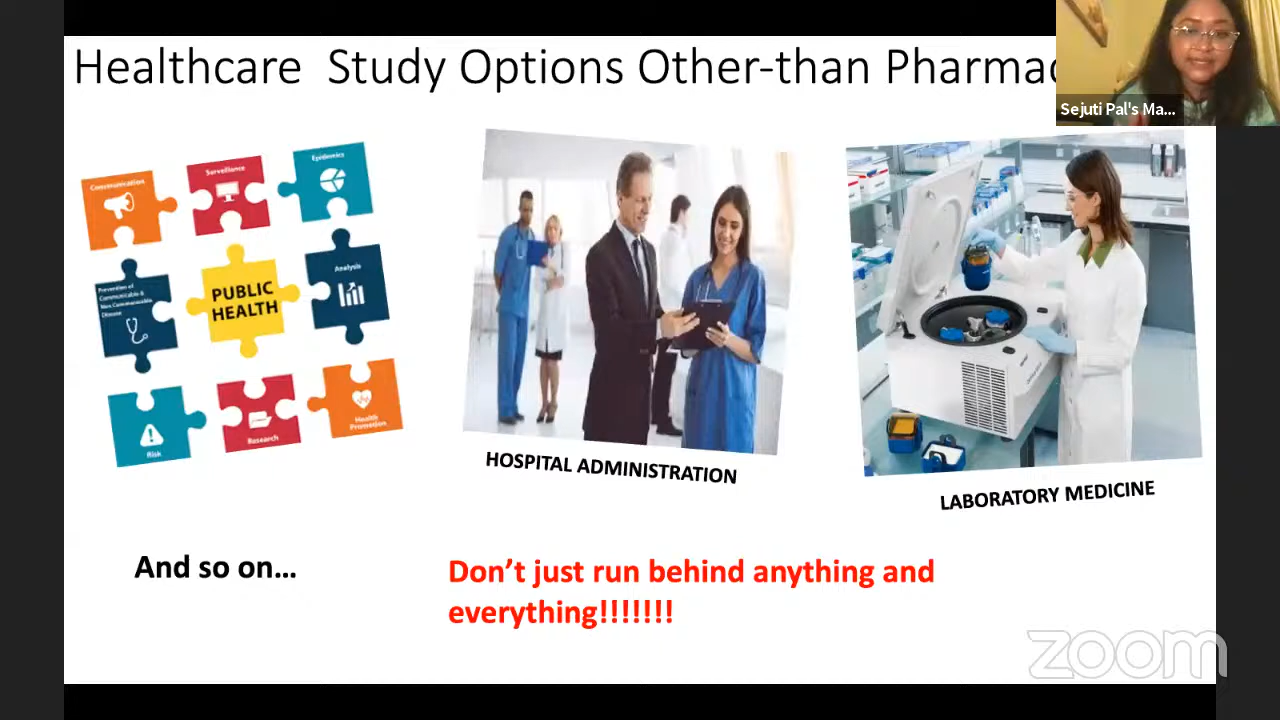 Healthcare Study Options Other-than Pharmac
Sejuti Pal's Ma...
Communication
Surveillance
Epidemics
Prevention of
Communicable &
Non Communicable
Disease
PUBLIC
HEALTH
Analysis
Risk
Research
Health
Promotion
HOSPITAL ADMINISTRATION
LABORATORY MEDICINE
And so on...
Don't just run behind anything and
everything!!!!!!!
zoom